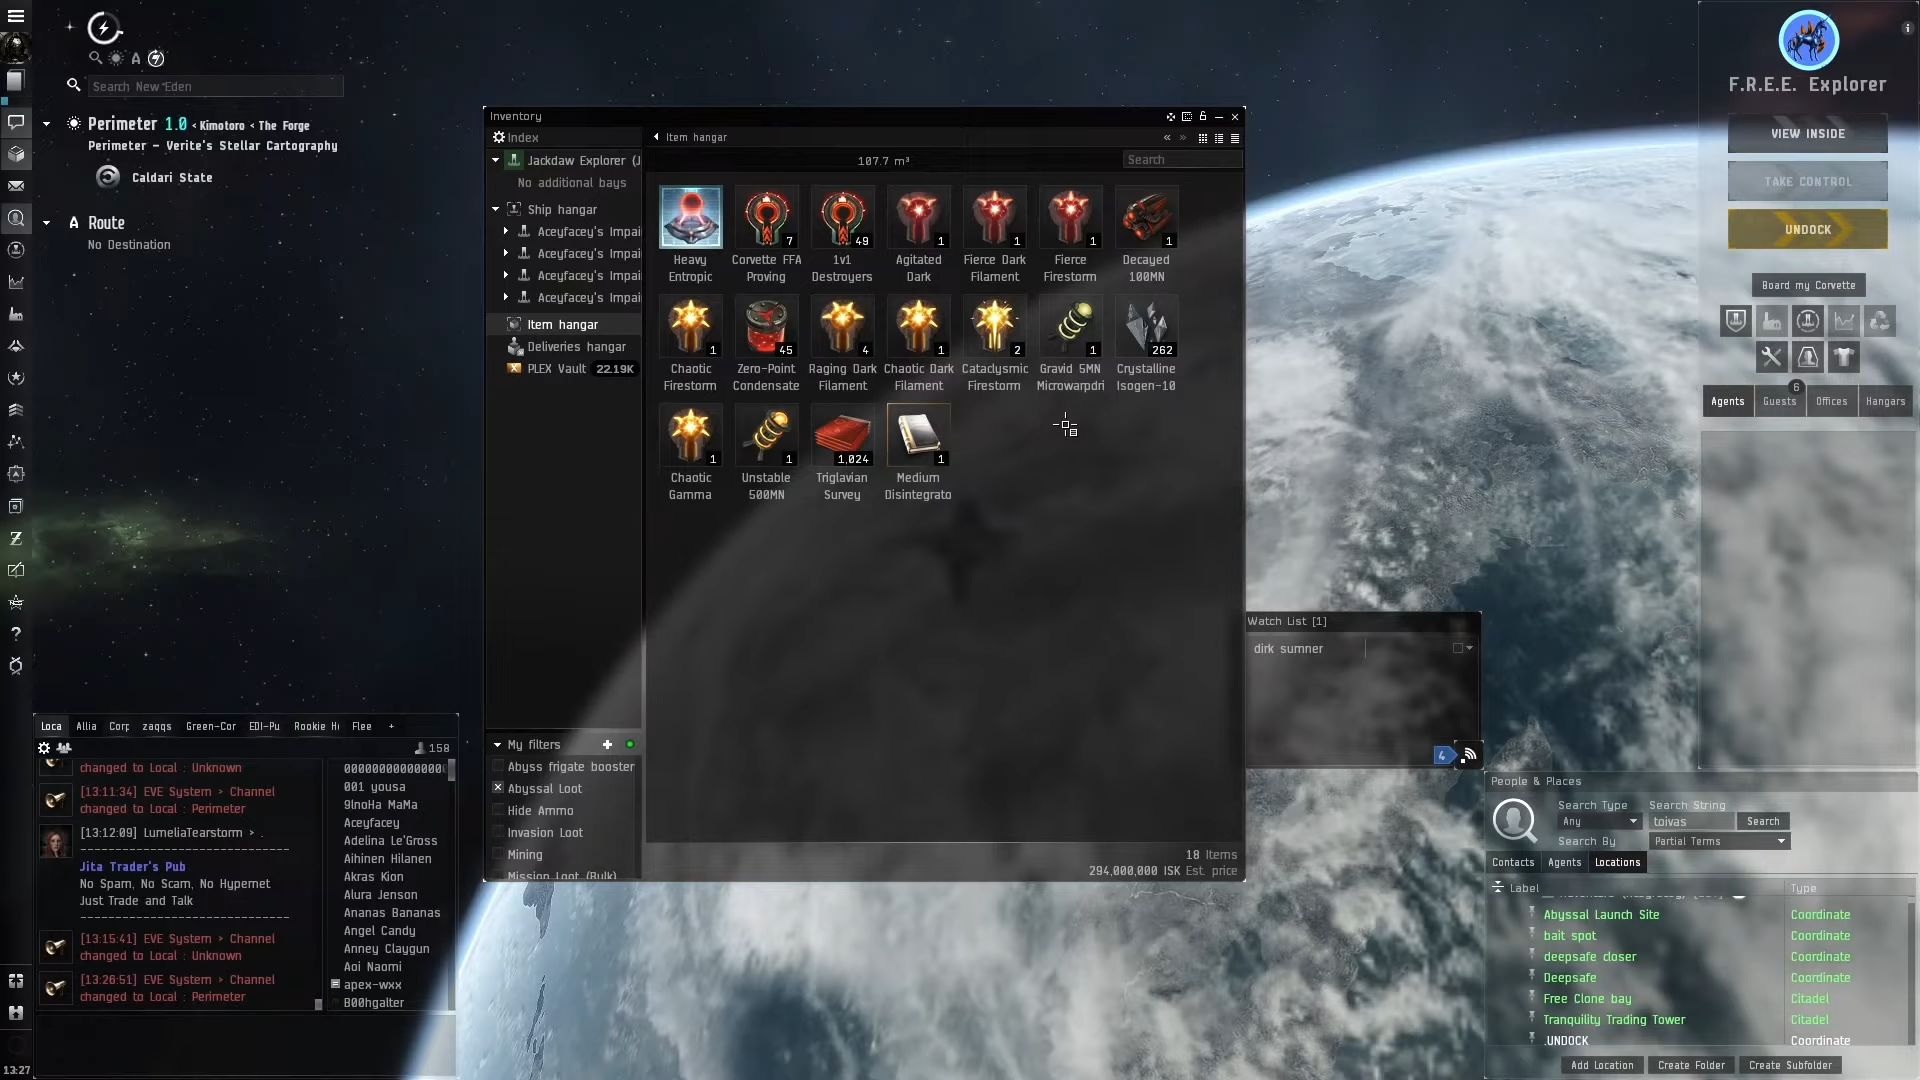 Search New Eden
Perimeter 1.0 < Kimotoro < The Forge
Perimeter - Verite's Stellar Cartography
Caldari State
A Route
No Destination
Inventory
Index
Jackdaw Explorer (J
No additional bays
Ship hangar
Aceyfacey's Impai
Aceyfacey's Impai
Aceyfacey's Impai
Aceyfacey's Impai
Item hangar
Deliveries hangar
PLEX Vault 22.19K
Item hangar
107.7 m³
Search
7
49
1
1
1
1
Heavy Entropic
Corvette FFA Proving
1v1 Destroyers
Agitated Dark
Fierce Dark Filament
Fierce Firestorm
Decayed 100MN
1
45
4
1
2
1
262
Chaotic Firestorm
Zero-Point Condensate
Raging Dark Filament
Chaotic Dark Filament
Cataclysmic Firestorm
Gravid 5MN Microwarpdri
Crystalline Isogen-10
1
1
1,024
1
Chaotic Gamma
Unstable 500MN
Triglavian Survey
Medium Disintegrato
My filters
Abyss frigate booster
Abyssal Loot
Hide Ammo
Invasion Loot
Mining
Mission Loot (Bulk)
18 Items
294,000,000 ISK Est. price
F.R.E.E. Explorer
VIEW INSIDE
TAKE CONTROL
UNDOCK
Board my Corvette
6
Agents
Guests
Offices
Hangars
Watch List [1]
dirk sumner
4
People & Places
Search Type
Search String
Any
toivas
Search
Search By
Partial Terms
Contacts
Agents
Locations
Label
Type
Abyssal Launch Site Coordinate
bait spot Coordinate
deepsafe closer Coordinate
Deepsafe Coordinate
Free Clone bay Citadel
Tranquility Trading Tower Citadel
.UNDOCK Coordinate
Add Location
Create Folder
Create Subfolder
Loca
Allia
Corp
zaqqs
Green-Cor
EDI-Pu
Rookie H
Flee
+
158
changed to Local : Unknown
[13:11:34] EVE System > Channel
changed to Local : Perimeter
[13:12:09] LumeliaTearstorm > .
------------------------------
Jita Trader's Pub
No Spam, No Scam, No Hypernet
Just Trade and Talk
------------------------------
[13:15:41] EVE System > Channel
changed to Local : Unknown
[13:26:51] EVE System > Channel
changed to Local : Perimeter
001 yousa
9lnoHa MaMa
Aceyfacey
Adelina Le'Gross
Aihinen Hilanen
Akras Kion
Alura Jenson
Ananas Bananas
Angel Candy
Anney Claygun
Aoi Naomi
apex-wxx
B00hgalter
13:27